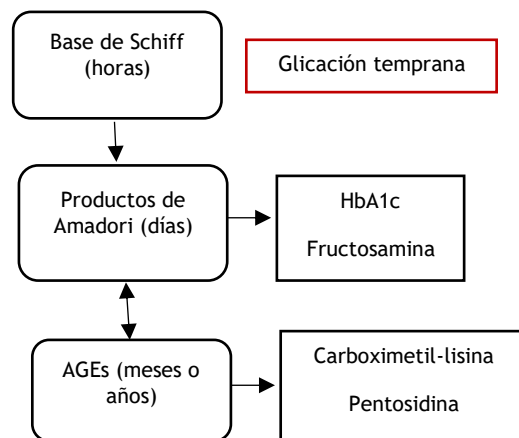 Base de Schiff
(horas)
Glicación temprana
Productos de
Amadori (días)
HbA1c
Fructosamina
AGEs (meses o
años)
Carboximetil-lisina
Pentosidina